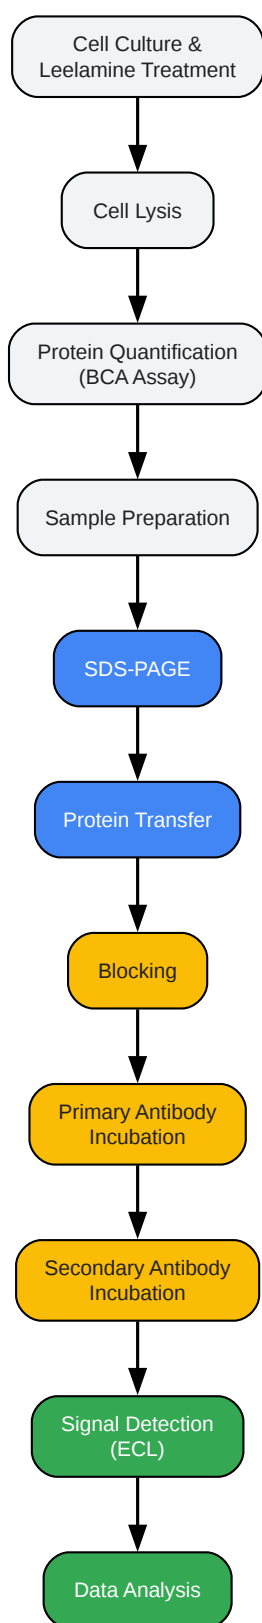 Cell Culture &
Leelamine Treatment
Cell Lysis
Protein Quantification
(BCA Assay)
Sample Preparation
SDS-PAGE
Protein Transfer
Blocking
Primary Antibody
Incubation
Secondary Antibody
Incubation
Signal Detection
(ECL)
Data Analysis